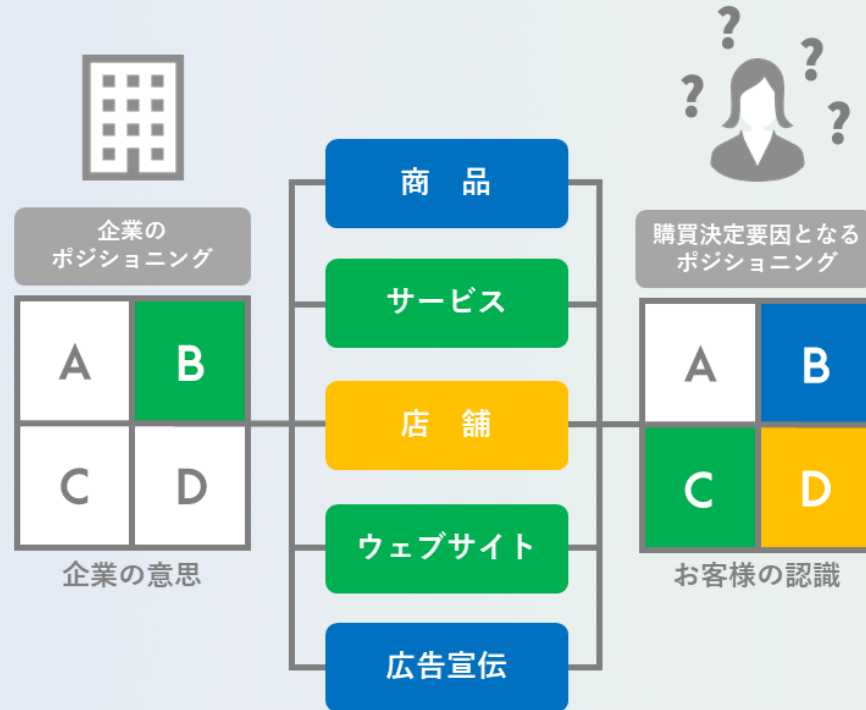 ? ? ? ?
企業の
ポジショニング
A B
C D
企業の意思
商 品
サービス
店 舗
ウェブサイト
広告宣伝
購買決定要因となる
ポジショニング
A B
C D
お客様の認識